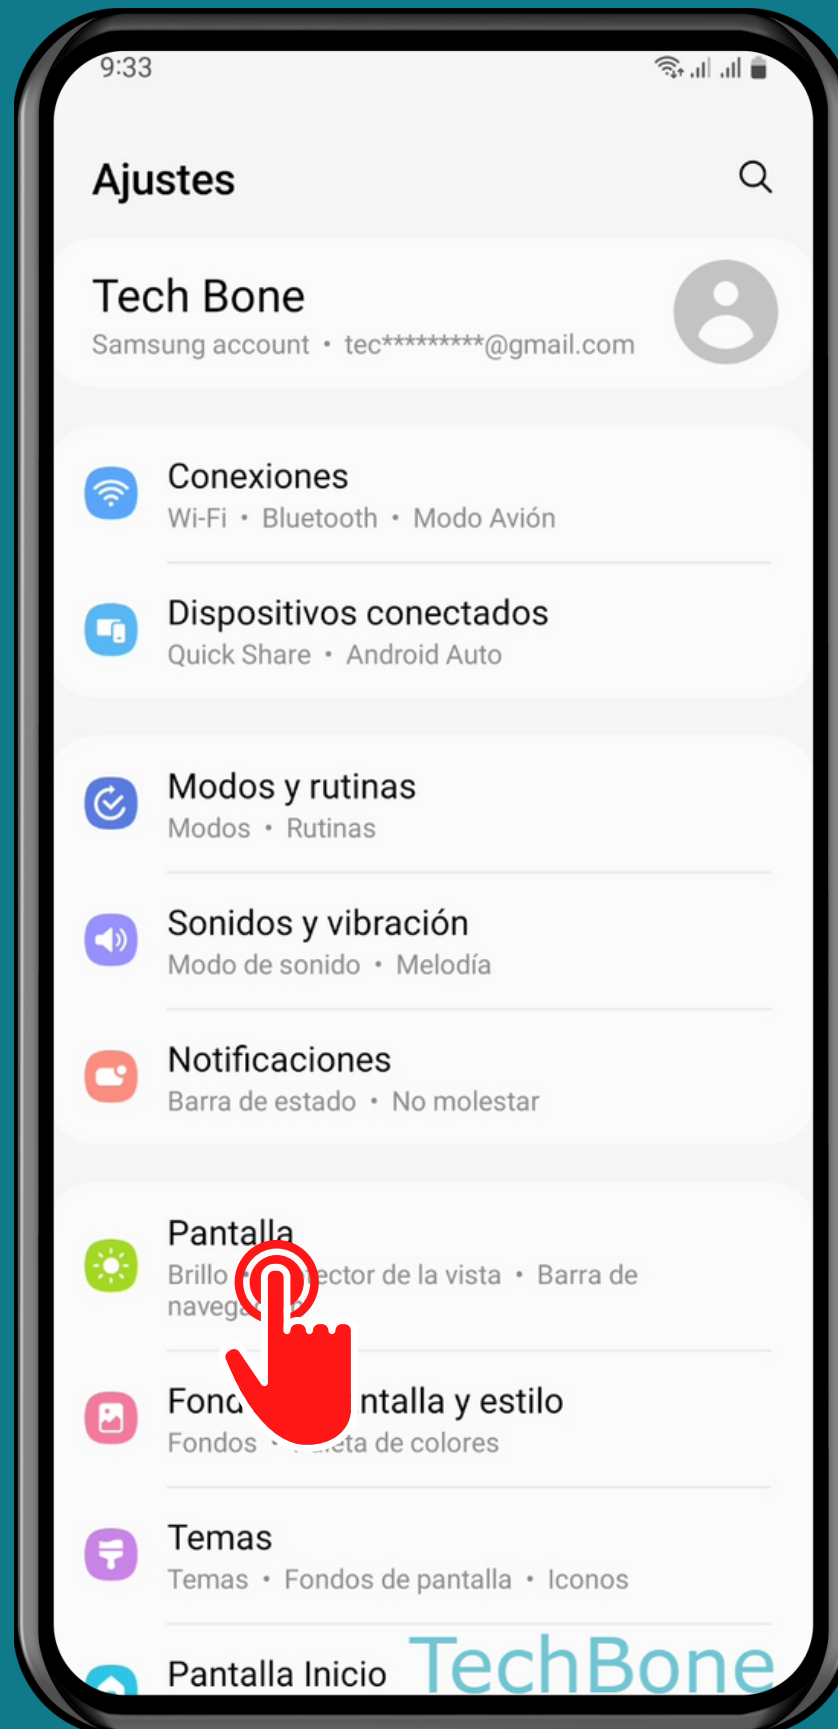 9:33
Ajustes
Tech Bone
Samsung account • tec*********@gmail.com
Conexiones
Wi-Fi • Bluetooth • Modo Avión
Dispositivos conectados
Quick Share • Android Auto
Modos y rutinas
Modos • Rutinas
Sonidos y vibración
Modo de sonido • Melodía
Notificaciones
Barra de estado • No molestar
Pantalla
Brillo • de la vista • Barra de
Fond ntalla y estilo
Fondos • de colores
Temas
Temas • Fondos de pantalla • Iconos
Pantalla Inicio
TechBone